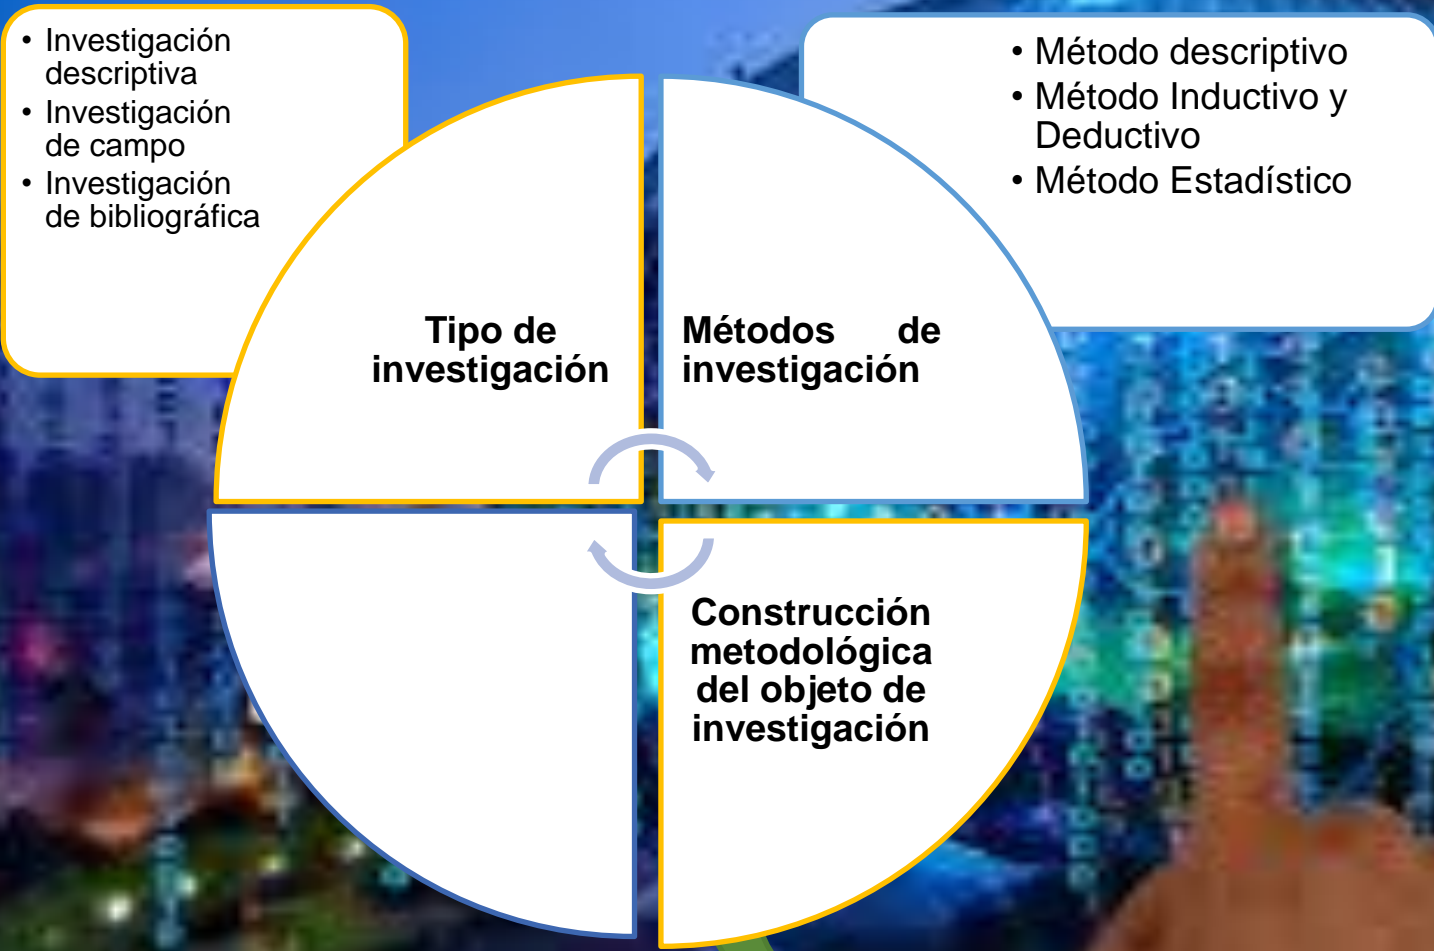 • Investigación
descriptiva
• Investigación
de campo
• Investigación
de bibliográfica
• Método descriptivo
• Método Inductivo y
Deductivo
• Método Estadístico
Tipo de
investigación
Métodos de
investigación
Construcción
metodológica
del objeto de
investigación